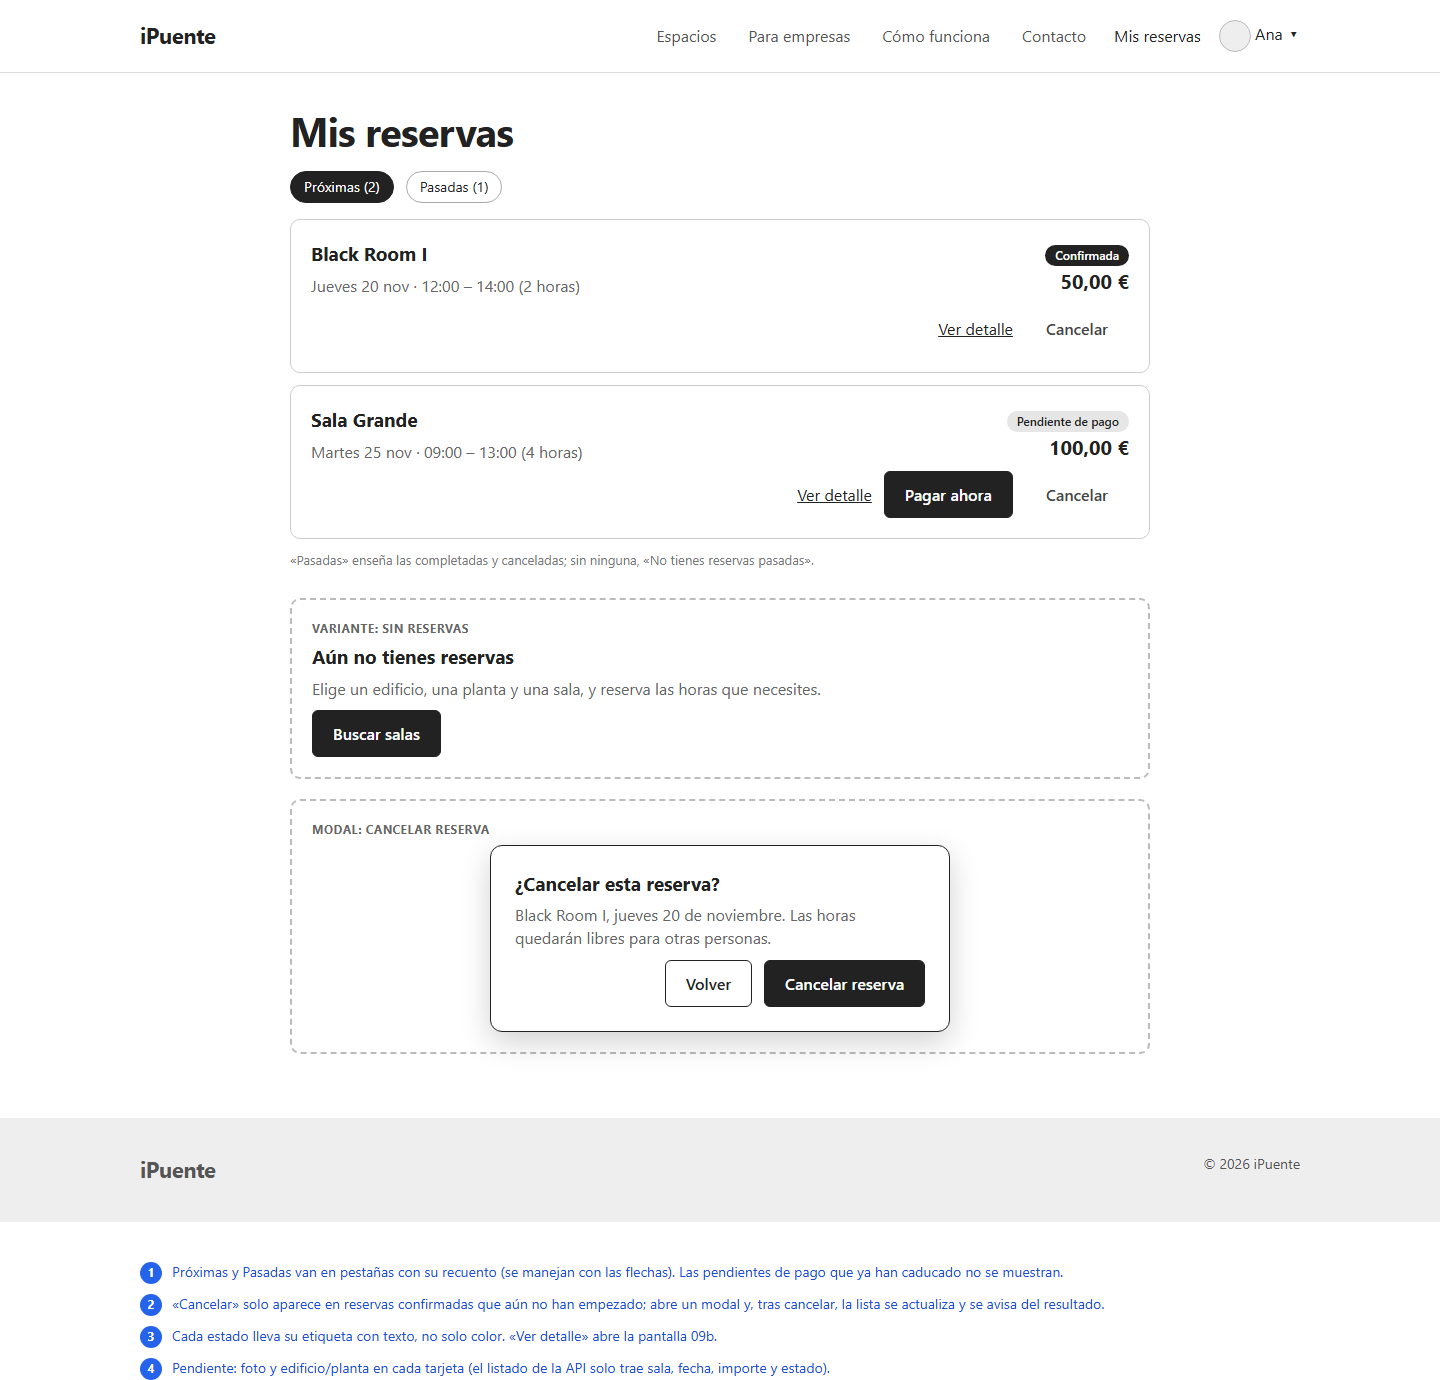 iPuente
Espacios
Para empresas
Cómo funciona
Contacto
Mis reservas
Ana ▼
Mis reservas
Próximas (2)
Pasadas (1)
Black Room I
Confirmada
Jueves 20 nov · 12:00 – 14:00 (2 horas)
50,00 €
Ver detalle
Cancelar
Sala Grande
Pendiente de pago
Martes 25 nov · 09:00 – 13:00 (4 horas)
100,00 €
Ver detalle
Pagar ahora
Cancelar
«Pasadas» enseña las completadas y canceladas; sin ninguna, «No tienes reservas pasadas».
VARIANTE: SIN RESERVAS
Aún no tienes reservas
Elige un edificio, una planta y una sala, y reserva las horas que necesites.
Buscar salas
MODAL: CANCELAR RESERVA
¿Cancelar esta reserva?
Black Room I, jueves 20 de noviembre. Las horas
quedarán libres para otras personas.
Volver
Cancelar reserva
iPuente
© 2026 iPuente
1 Próximas y Pasadas van en pestañas con su recuento (se manejan con las flechas). Las pendientes de pago que ya han caducado no se muestran.
2 «Cancelar» solo aparece en reservas confirmadas que aún no han empezado; abre un modal y, tras cancelar, la lista se actualiza y se avisa del resultado.
3 Cada estado lleva su etiqueta con texto, no solo color. «Ver detalle» abre la pantalla 09b.
4 Pendiente: foto y edificio/planta en cada tarjeta (el listado de la API solo trae sala, fecha, importe y estado).